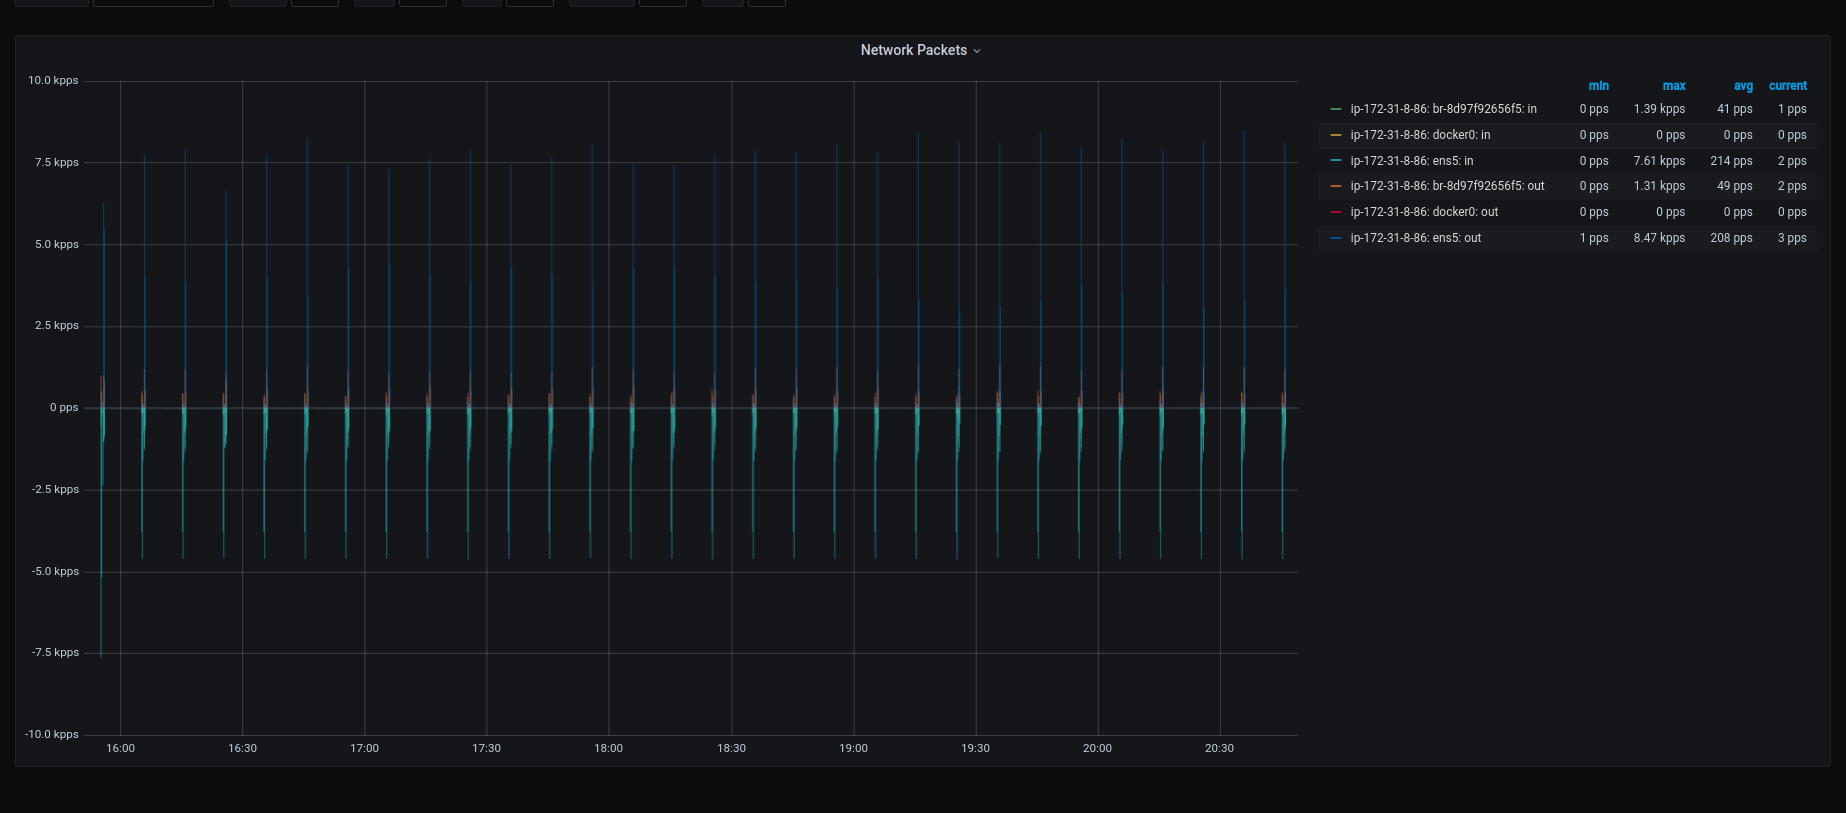 Network Packets
10.0 kpps
7.5 kpps
5.0 kpps
2.5 kpps
0 pps
-2.5 kpps
-5.0 kpps
-7.5 kpps
-10.0 kpps
16:00 16:30 17:00 17:30 18:00 18:30 19:00 19:30 20:00 20:30
min max avg current
ip-172-31-8-86: br-8d97f92656f5: in 0 pps 1.39 kpps 41 pps 1 pps
ip-172-31-8-86: docker0: in 0 pps 0 pps 0 pps 0 pps
ip-172-31-8-86: ens5: in 0 pps 7.61 kpps 214 pps 2 pps
ip-172-31-8-86: br-8d97f92656f5: out 0 pps 1.31 kpps 49 pps 2 pps
ip-172-31-8-86: docker0: out 0 pps 0 pps 0 pps 0 pps
ip-172-31-8-86: ens5: out 1 pps 8.47 kpps 208 pps 3 pps